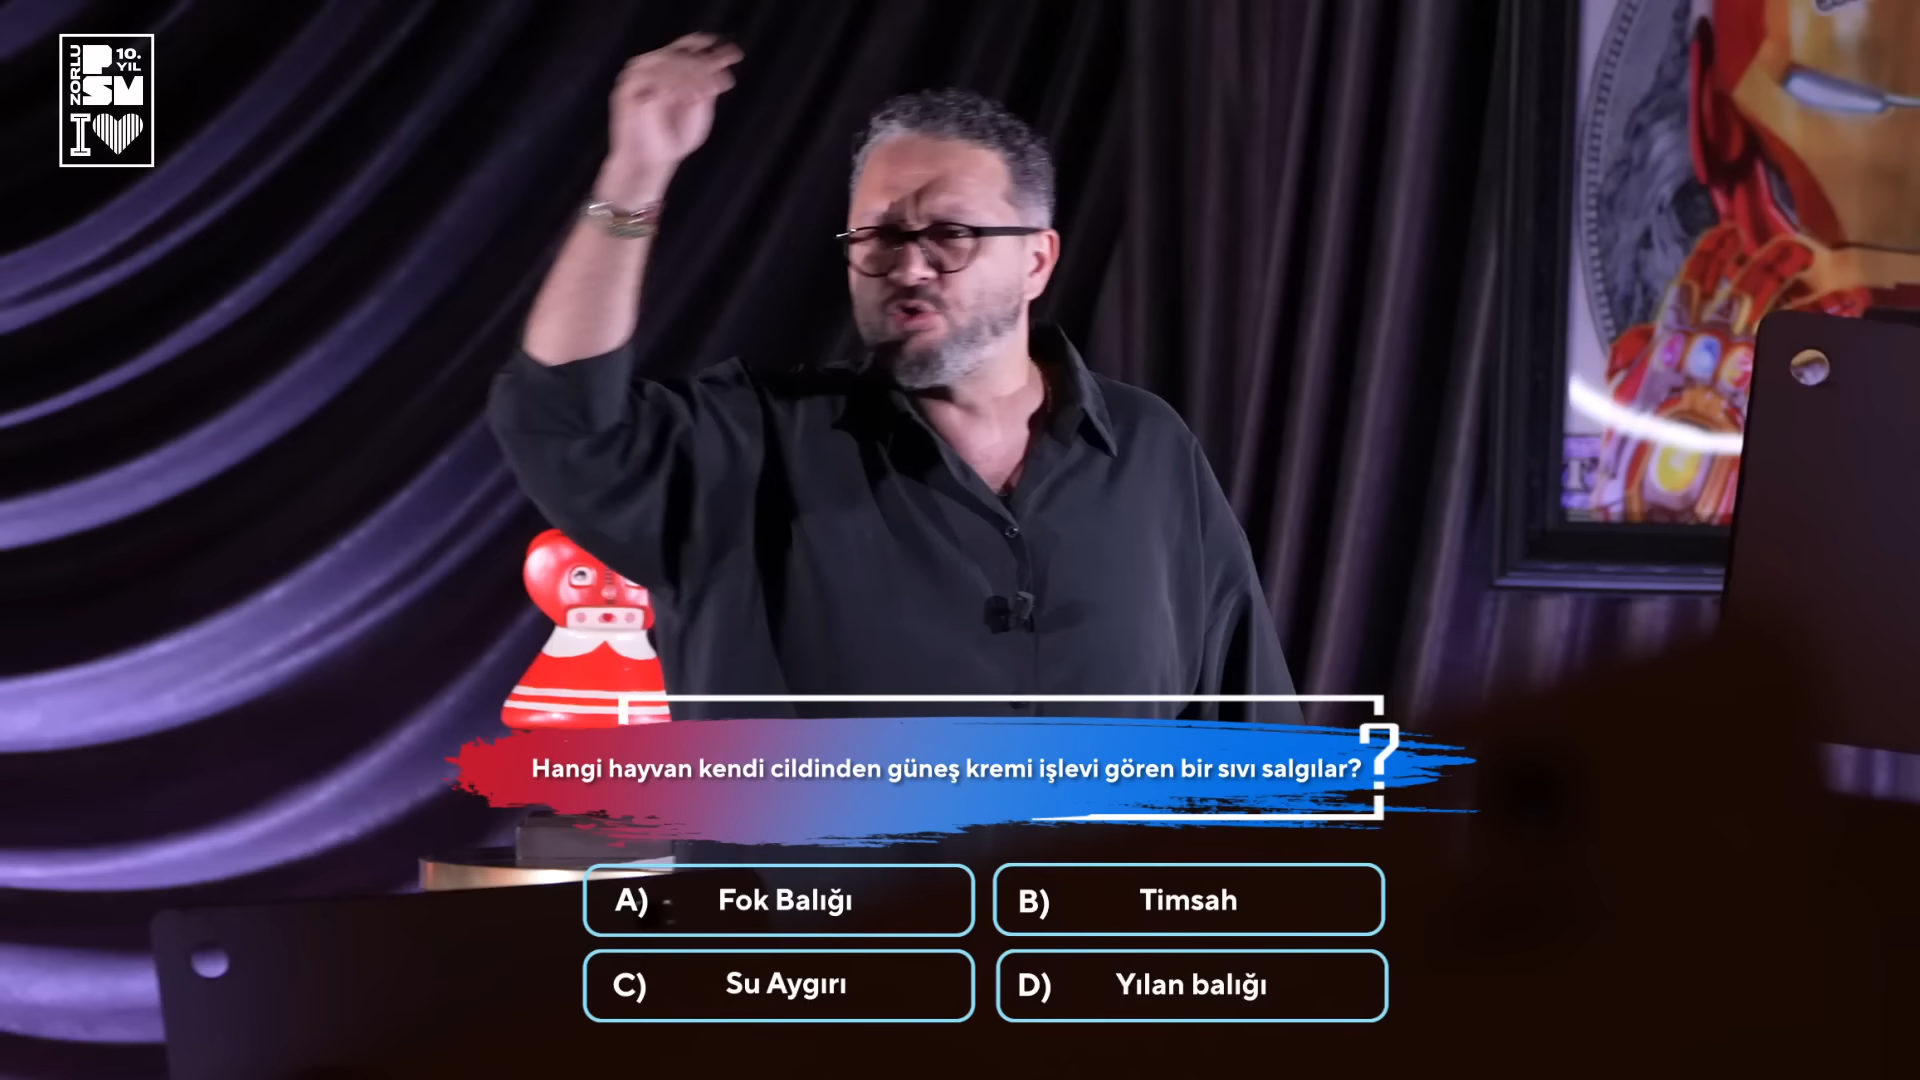 ZORLU
PSM
10.
YIL
I
Hangi hayvan kendi cildinden güneş kremi işlevi gören bir sıvı salgılar?
?
A) Fok Balığı
B) Timsah
C) Su Aygırı
D) Yılan balığı